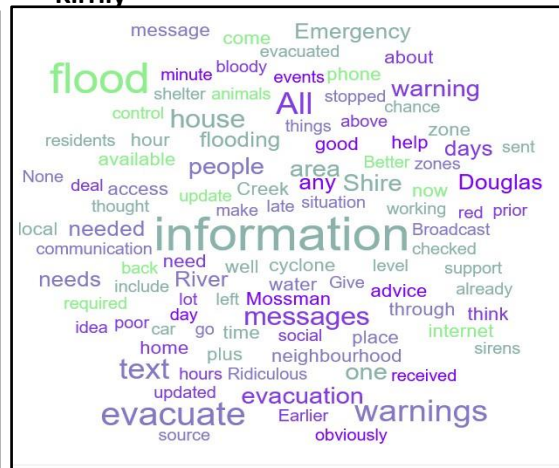 message come Emergency
evacuated
flood minute bloody events phone about
shelter animals All stopped warning
control house things above chance zone
residents hour flooding good help days sent
None available people area any Better zones
deal access Creek Shire now Douglas
thought update make late situation working red prior
local needed information Broadcast
communication checked
needs back River need well cyclone level support
include water Give advice already
required lot left Mossman through think
idea poor day messages internet
car go time social place sirens
home plus neighbourhood
text hours Ridiculous one received
updated evacuation
evacuate Earlier warnings
source obviously